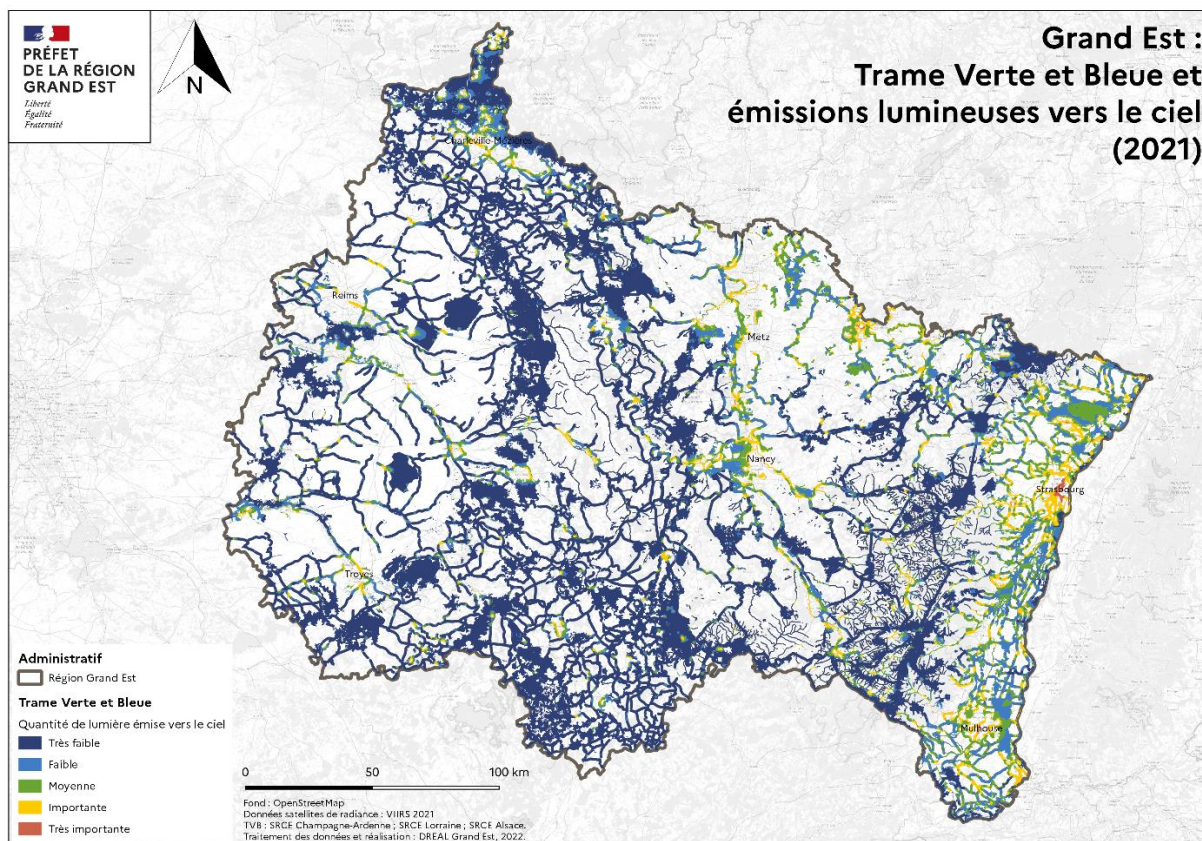 PRÉFET
DE LA RÉGION
GRAND EST
Liberté
Égalité
Fraternité
N
Grand Est :
Trame Verte et Bleue et
émissions lumineuses vers le ciel
(2021)
Charleville-Mézières
Reims
Metz
Nancy
Strasbourg
Troyes
Mulhouse
Administratif
Région Grand Est
Trame Verte et Bleue
Quantité de lumière émise vers le ciel
Très faible
Faible
Moyenne
Importante
Très importante
0 50 100 km
Fond : OpenStreetMap
Données satellites de radiance : VIIRS 2021
TVB : SRCE Champagne-Ardenne ; SRCE Lorraine ; SRCE Alsace.
Traitement des données et réalisation : DREAL Grand Est, 2022.